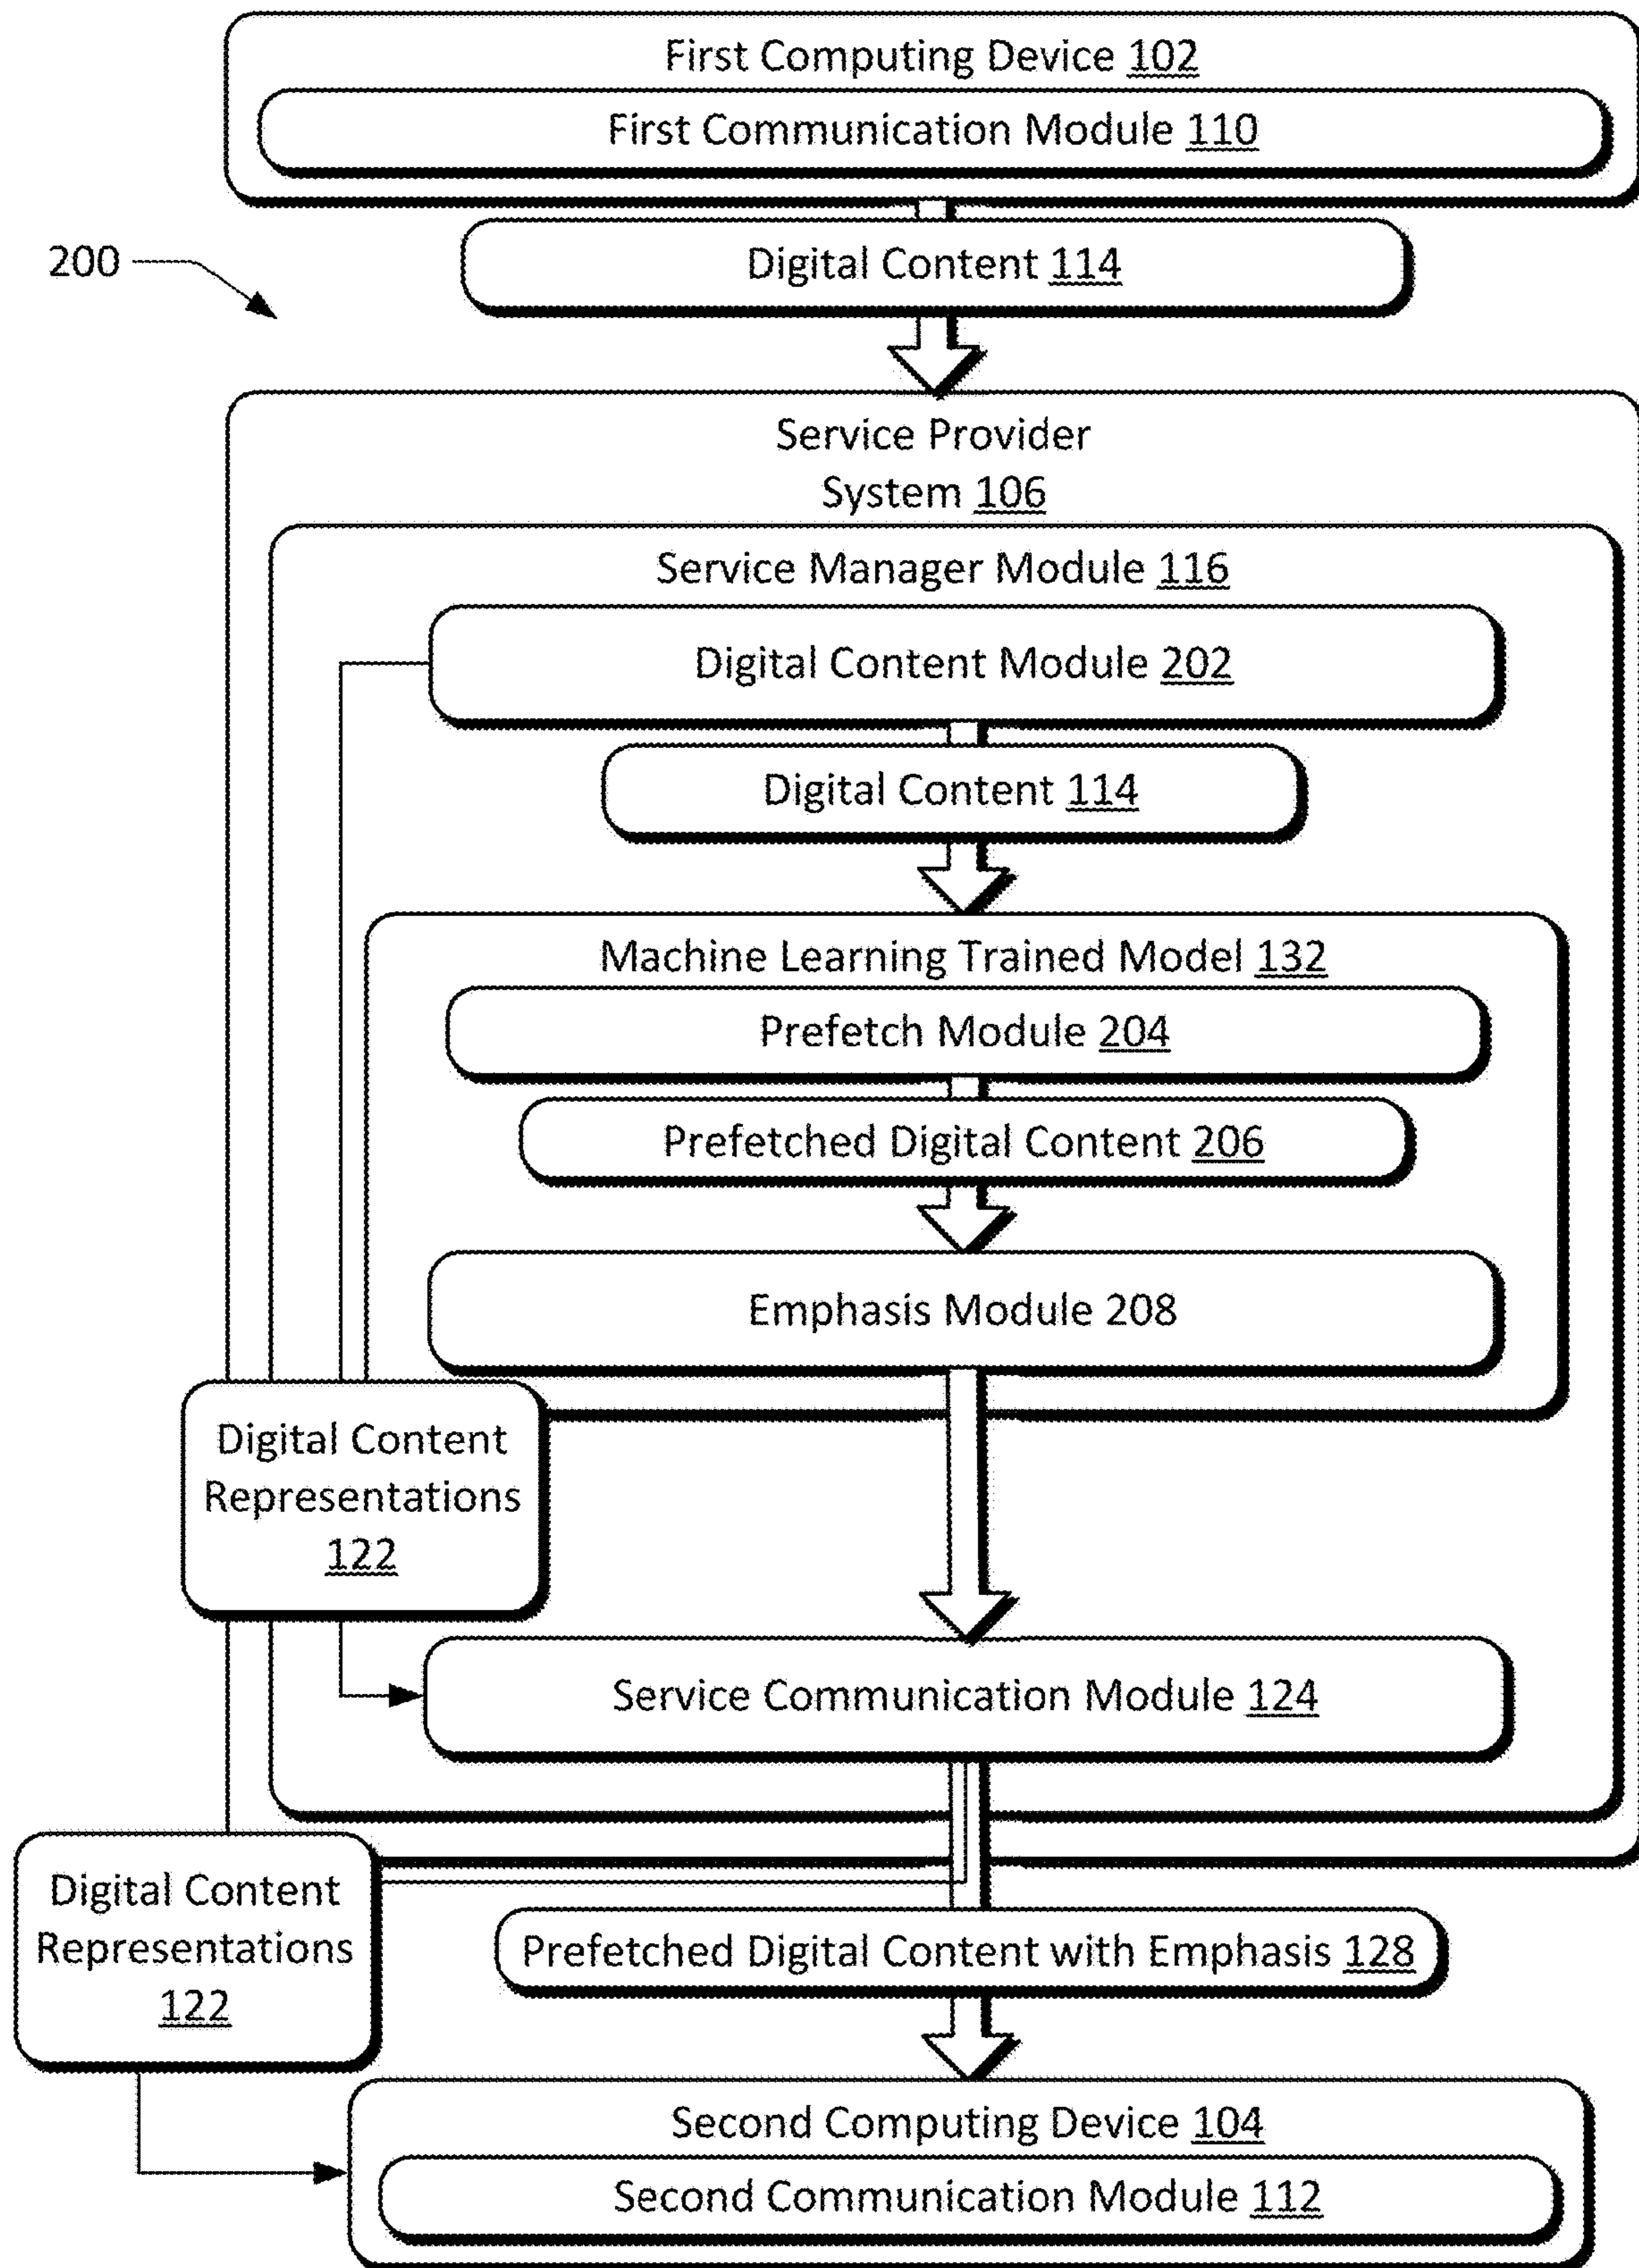 First Computing Device 102
First Communication Module 110
Digital Content 114
200
Service Provider
System 106
Service Manager Module 116
Digital Content Module 202
Digital Content 114
Machine Learning Trained Model 132
Prefetch Module 204
Prefetched Digital Content 206
Emphasis Module 208
Digital Content
Representations
122
Service Communication Module 124
Digital Content
Representations
122
Prefetched Digital Content with Emphasis 128
Second Computing Device 104
Second Communication Module 112